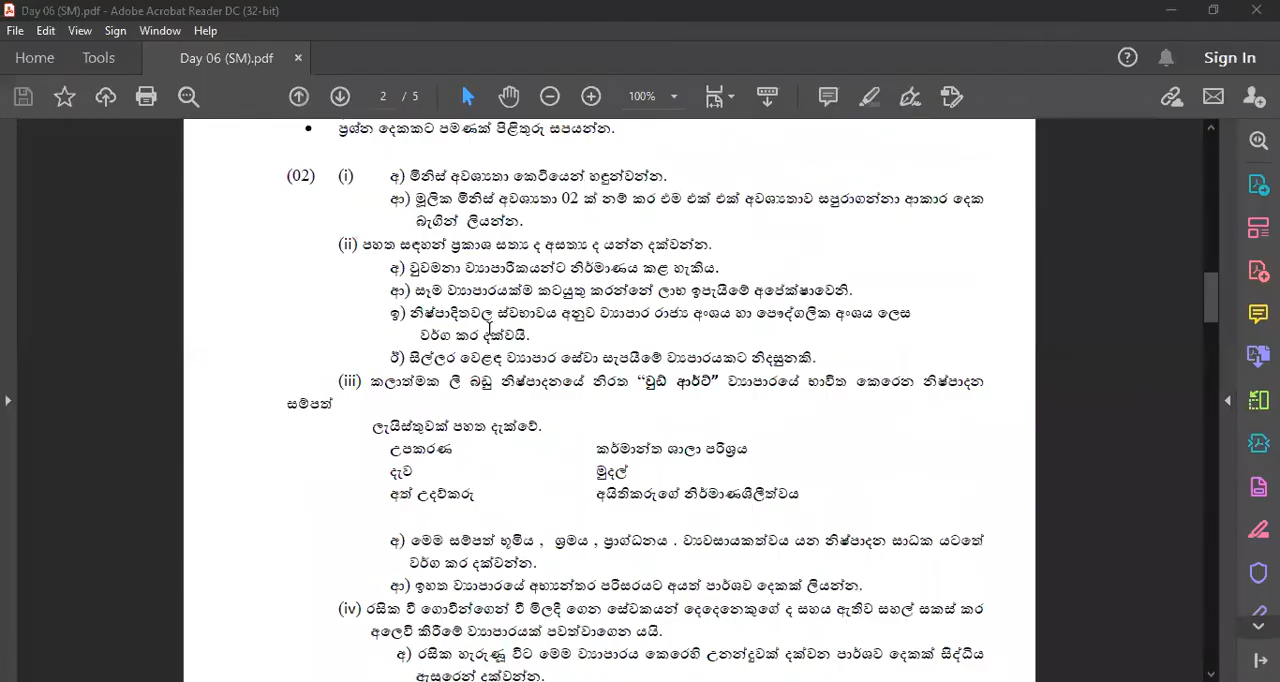 Day 06 (SM).pdf - Adobe Acrobat Reader DC (32-bit)
File Edit View Sign Window Help
Home Tools Day 06 (SM).pdf × Sign In
2 / 5 100%
• ප්‍රශ්න දෙකකට පමණක් පිළිතුරු සපයන්න.
(02) (i) අ) මිනිස් අවශ්‍යතා කෙටියෙන් හඳුන්වන්න.
ආ) මූලික මිනිස් අවශ්‍යතා 02 ක් නම් කර එම එක් එක් අවශ්‍යතාව සපුරාගන්නා ආකාර දෙක
බැගින් ලියන්න.
(ii) පහත සඳහන් ප්‍රකාශ සත්‍ය ද අසත්‍ය ද යන්න දක්වන්න.
අ) වුවමනා ව්‍යාපාරිකයන්ට නිර්මාණය කළ හැකිය.
ආ) සෑම ව්‍යාපාරයක්ම කටයුතු කරන්නේ ලාභ ඉපැයීමේ අපේක්ෂාවෙනි.
ඉ) නිෂ්පාදිතවල ස්වභාවය අනුව ව්‍යාපාර රාජ්‍ය අංශය හා පෞද්ගලික අංශය ලෙස
වර්ග කර දක්වයි.
ඊ) සිල්ලර වෙළඳ ව්‍යාපාර සේවා සැපයීමේ ව්‍යපාරයකට නිදසුනකි.
(iii) කලාත්මක ලී බඩු නිෂ්පාදනයේ නිරත “වුඩ් ආර්ට්” ව්‍යාපාරයේ භාවිත කෙරෙන නිෂ්පාදන
සම්පත්
ලැයිස්තුවක් පහත දැක්වේ.
උපකරණ කර්මාන්ත ශාලා පරිශ්‍රය
දැව මුදල්
අත් උදව්කරු අයිතිකරුගේ නිර්මාණශීලීත්වය
අ) මෙම සම්පත් භූමිය , ශ්‍රමය , ප්‍රාග්ධනය . ව්‍යවසායකත්වය යන නිෂ්පාදන සාධක යටතේ
වර්ග කර දක්වන්න.
ආ) ඉහත ව්‍යාපාරයේ අභ්‍යන්තර පරිසරයට අයත් පාර්ශව දෙකක් ලියන්න.
(iv) රසික වී ගොවීන්ගෙන් වී මිලදී ගෙන සේවකයන් දෙදෙනෙකුගේ ද සහය ඇතිව සහල් සකස් කර
අලෙවි කිරීමේ ව්‍යාපාරයක් පවත්වාගෙන යයි.
අ) රසික හැරුණු විට මෙම ව්‍යාපාරය කෙරෙහි උනන්දුවක් දක්වන පාර්ශව දෙකක් සිද්ධිය
ඇසුරෙන් දක්වන්න.